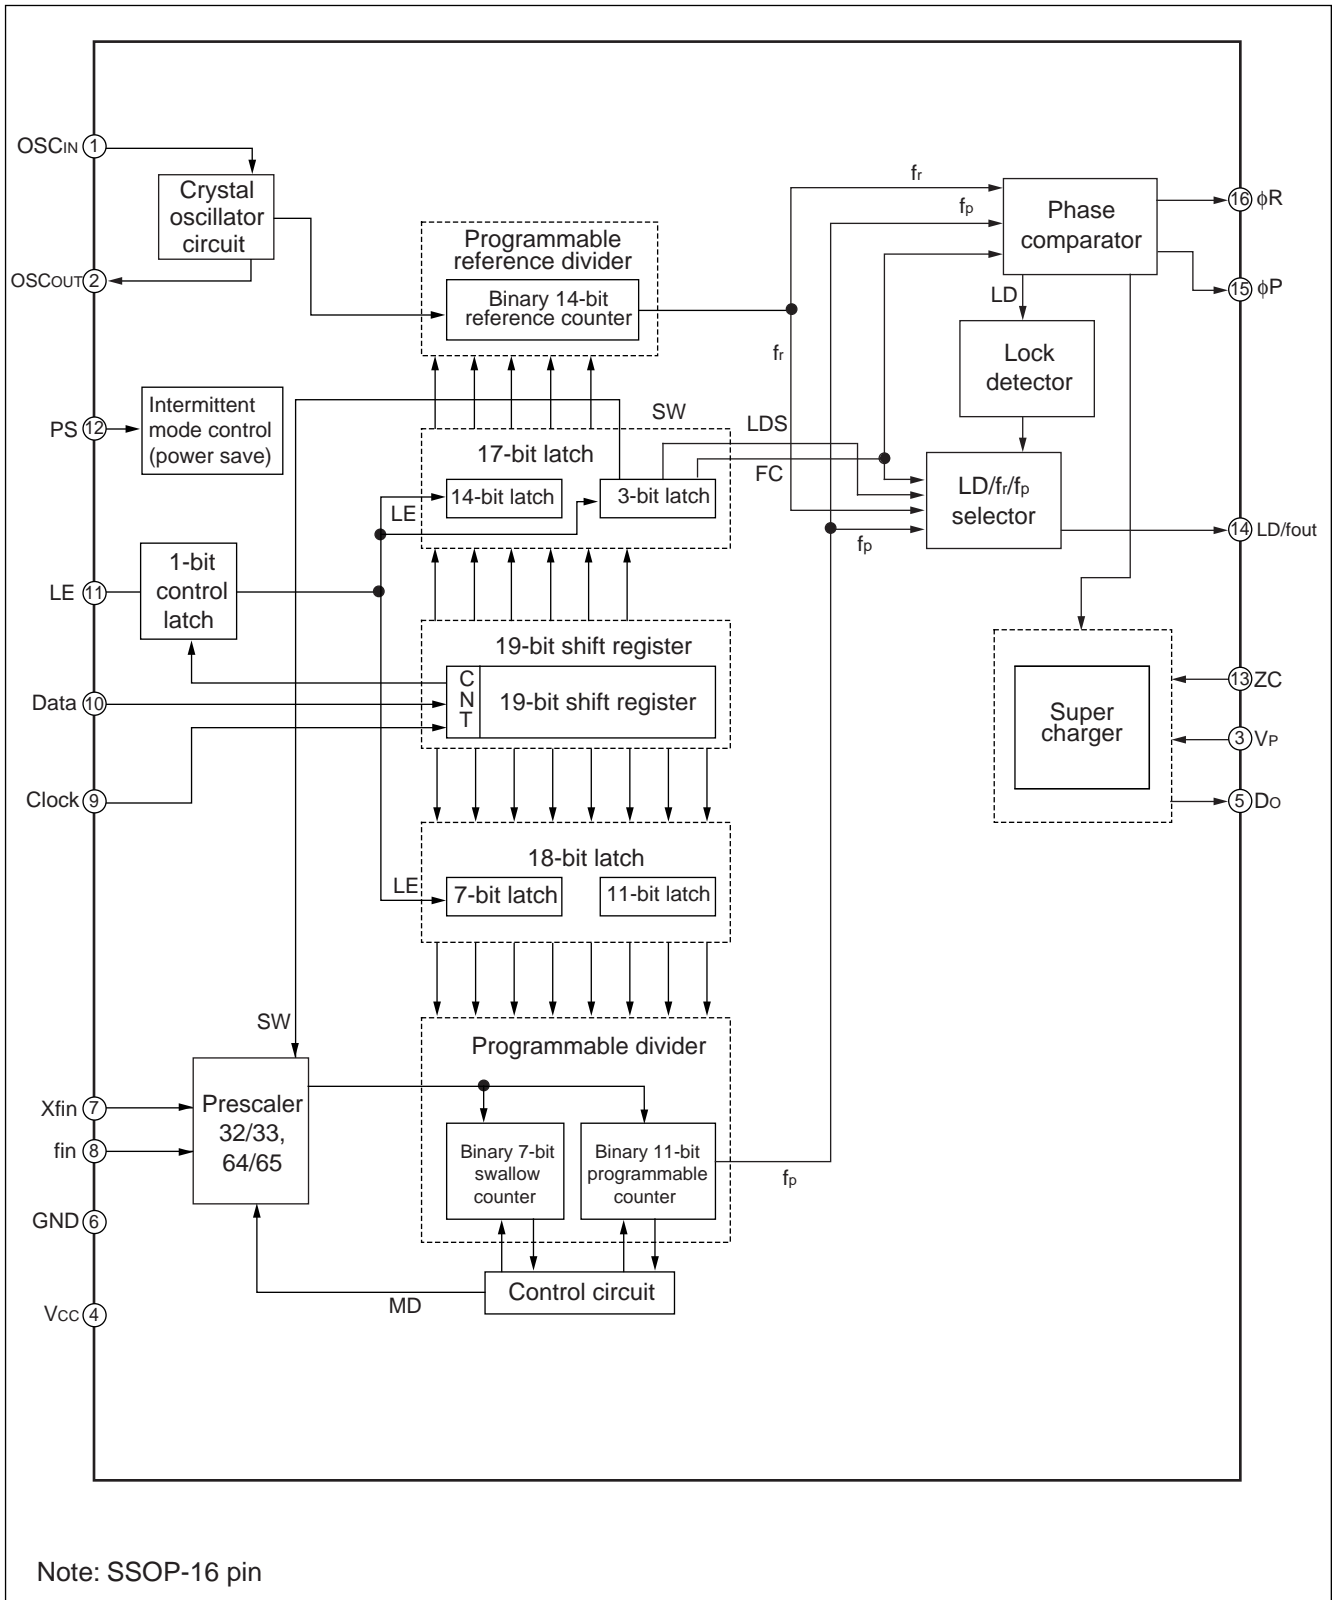 OSCIN 1
Crystal
oscillator
circuit
OSCOUT 2
PS 12
Intermittent
mode control
(power save)
LE 11
1-bit
control
latch
Data 10
Clock 9
Xfin 7
fin 8
GND 6
VCC 4
Programmable
reference divider
Binary 14-bit
reference counter
fr
SW
17-bit latch
14-bit latch
3-bit latch
LE
LDS
FC
19-bit shift register
C
N
T
19-bit shift register
18-bit latch
LE
7-bit latch
11-bit latch
SW
Prescaler
32/33,
64/65
Programmable divider
Binary 7-bit
swallow
counter
Binary 11-bit
programmable
counter
fp
Control circuit
MD
fr
fp
Phase
comparator
LD
Lock
detector
LD/fr/fp
selector
fp
Super
charger
16 ϕR
15 ϕP
14 LD/fout
13 ZC
3 VP
5 DO
Note: SSOP-16 pin